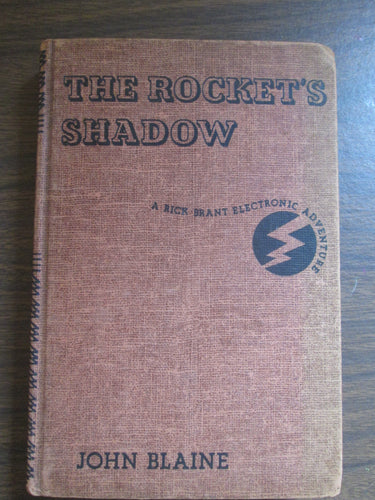 THE ROCKET'S
SHADOW
A RICK BRANT ELECTRONIC ADVENTURE
JOHN BLAINE